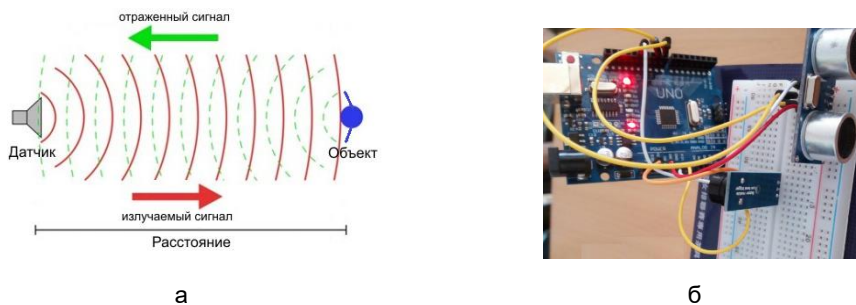 отраженный сигнал
Датчик
Объект
излучаемый сигнал
Расстояние
UNO
а
б